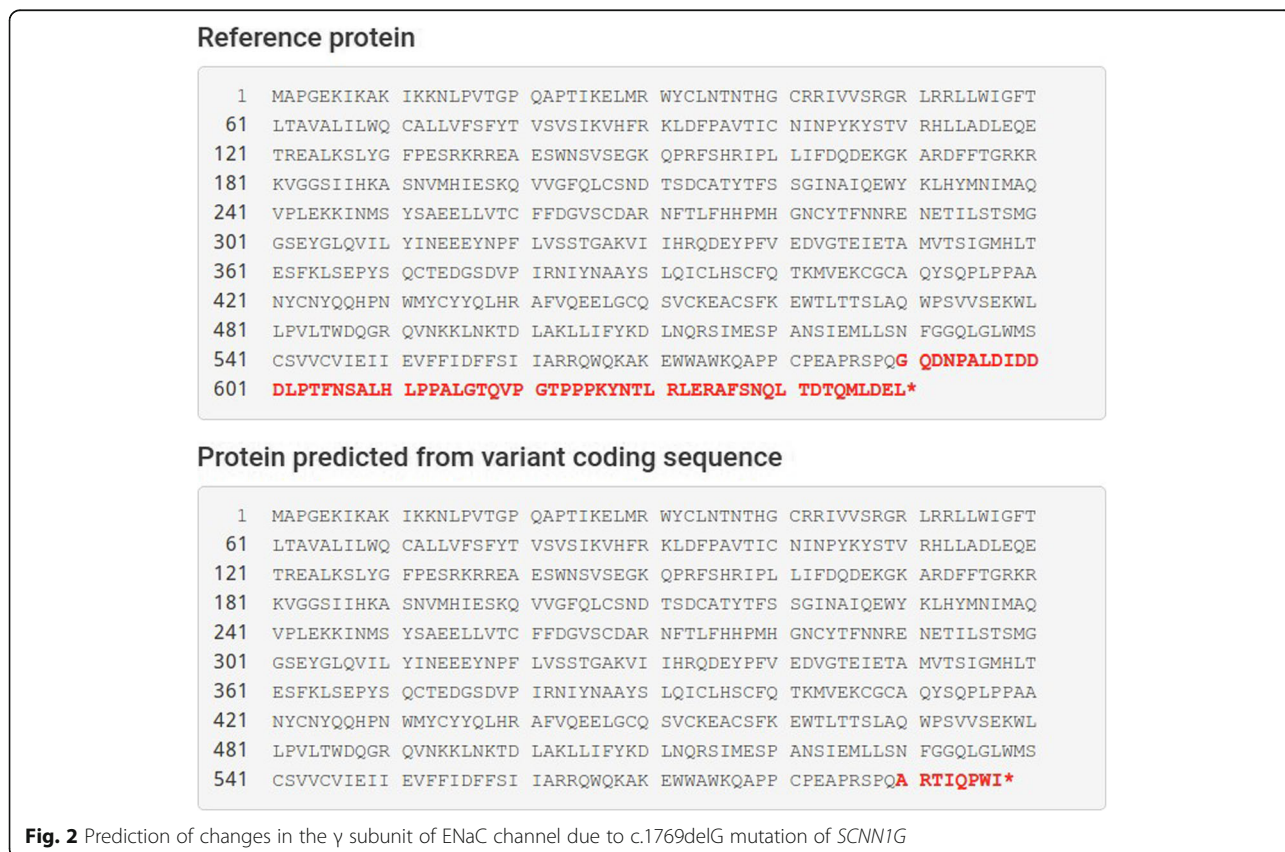 Reference protein
1 MAPGEKIKAK IKKNLPVTGP QAPTIKELMR WYCLNTNTHG CRRIVVSRGR LRRLLWIGFT
61 LTAVALILWQ CALLVFSFYT VSVSIKVHFR KLDFPAVTIC NINPYKYSTV RHLLADLEQE
121 TREALKSLYG FPESRKRREA ESWNSVSEGK QPRFSHRIPL LIFDQDEKGK ARDFFTGRKR
181 KVGGSIIHKA SNVMHIESKQ VVGFQLCSND TSDCATYTFS SGINAIQEWY KLHYMNIMAQ
241 VPLEKKINMS YSAEELLVTC FFDGVSCDAR NFTLFHHPMH GNCYTFNNRE NETILSTSMG
301 GSEYGLQVIL YINEEEYNPF LVSSTGAKVI IHRQDEYPFV EDVGTEIETA MVTSIGMHLT
361 ESFKLSEPYS QCTEDGSDVP IRNIYNAAYS LQICLHSCFQ TKMVEKCGCA QYSQPLPPAA
421 NYCNYQQHPN WMYCYYQLHR AFVQEELGCQ SVCKEACSFK EWTLTTSLAQ WPSVVSEKWL
481 LPVLTWDQGR QVNKKLNKTD LAKLLIFYKD LNQRSIMESP ANSIEMLLSN FGGQLGLWMS
541 CSVVCVIEII EVFFIDFFSI IARRQWQKAK EWWAWKQAPP CPEAPRSPQG QDNPALDIDD
601 DLPTFNSALH LPPALGTQVP GTPPPKYNTL RLERAFSNQL TDTQMLDEL*
Protein predicted from variant coding sequence
1 MAPGEKIKAK IKKNLPVTGP QAPTIKELMR WYCLNTNTHG CRRIVVSRGR LRRLLWIGFT
61 LTAVALILWQ CALLVFSFYT VSVSIKVHFR KLDFPAVTIC NINPYKYSTV RHLLADLEQE
121 TREALKSLYG FPESRKRREA ESWNSVSEGK QPRFSHRIPL LIFDQDEKGK ARDFFTGRKR
181 KVGGSIIHKA SNVMHIESKQ VVGFQLCSND TSDCATYTFS SGINAIQEWY KLHYMNIMAQ
241 VPLEKKINMS YSAEELLVTC FFDGVSCDAR NFTLFHHPMH GNCYTFNNRE NETILSTSMG
301 GSEYGLQVIL YINEEEYNPF LVSSTGAKVI IHRQDEYPFV EDVGTEIETA MVTSIGMHLT
361 ESFKLSEPYS QCTEDGSDVP IRNIYNAAYS LQICLHSCFQ TKMVEKCGCA QYSQPLPPAA
421 NYCNYQQHPN WMYCYYQLHR AFVQEELGCQ SVCKEACSFK EWTLTTSLAQ WPSVVSEKWL
481 LPVLTWDQGR QVNKKLNKTD LAKLLIFYKD LNQRSIMESP ANSIEMLLSN FGGQLGLWMS
541 CSVVCVIEII EVFFIDFFSI IARRQWQKAK EWWAWKQAPP CPEAPRSPQA RTIQPWI*
Fig. 2 Prediction of changes in the γ subunit of ENaC channel due to c.1769delG mutation of SCNN1G